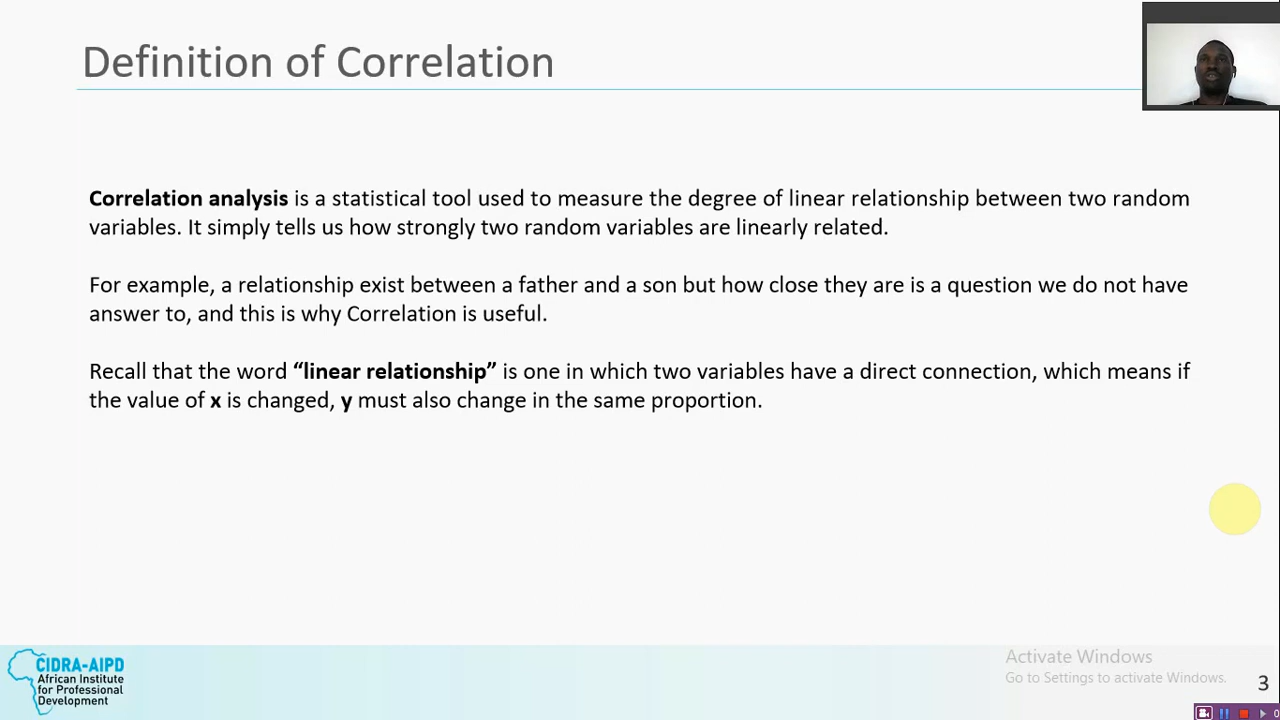 Definition of Correlation
Correlation analysis is a statistical tool used to measure the degree of linear relationship between two random
variables. It simply tells us how strongly two random variables are linearly related.
For example, a relationship exist between a father and a son but how close they are is a question we do not have
answer to, and this is why Correlation is useful.
Recall that the word “linear relationship” is one in which two variables have a direct connection, which means if
the value of x is changed, y must also change in the same proportion.
CIDRA-AIPD
African Institute
for Professional
Development
Activate Windows
Go to Settings to activate Windows.
3
0